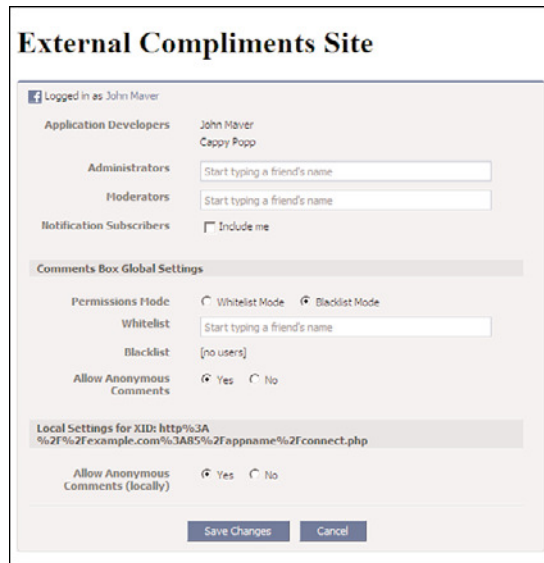 External Compliments Site
Logged in as John Maver
Application Developers John Maver
Cappy Popp
Administrators Start typing a friend's name
Moderators Start typing a friend's name
Notification Subscribers Include me
Comments Box Global Settings
Permissions Mode Whitelist Mode Blacklist Mode
Whitelist Start typing a friend's name
Blacklist [no users]
Allow Anonymous Yes No
Comments
Local Settings for XID: http%3A
%2F%2Fexample.com%3A85%2Fappname%2Fconnect.php
Allow Anonymous Yes No
Comments (locally)
Save Changes Cancel